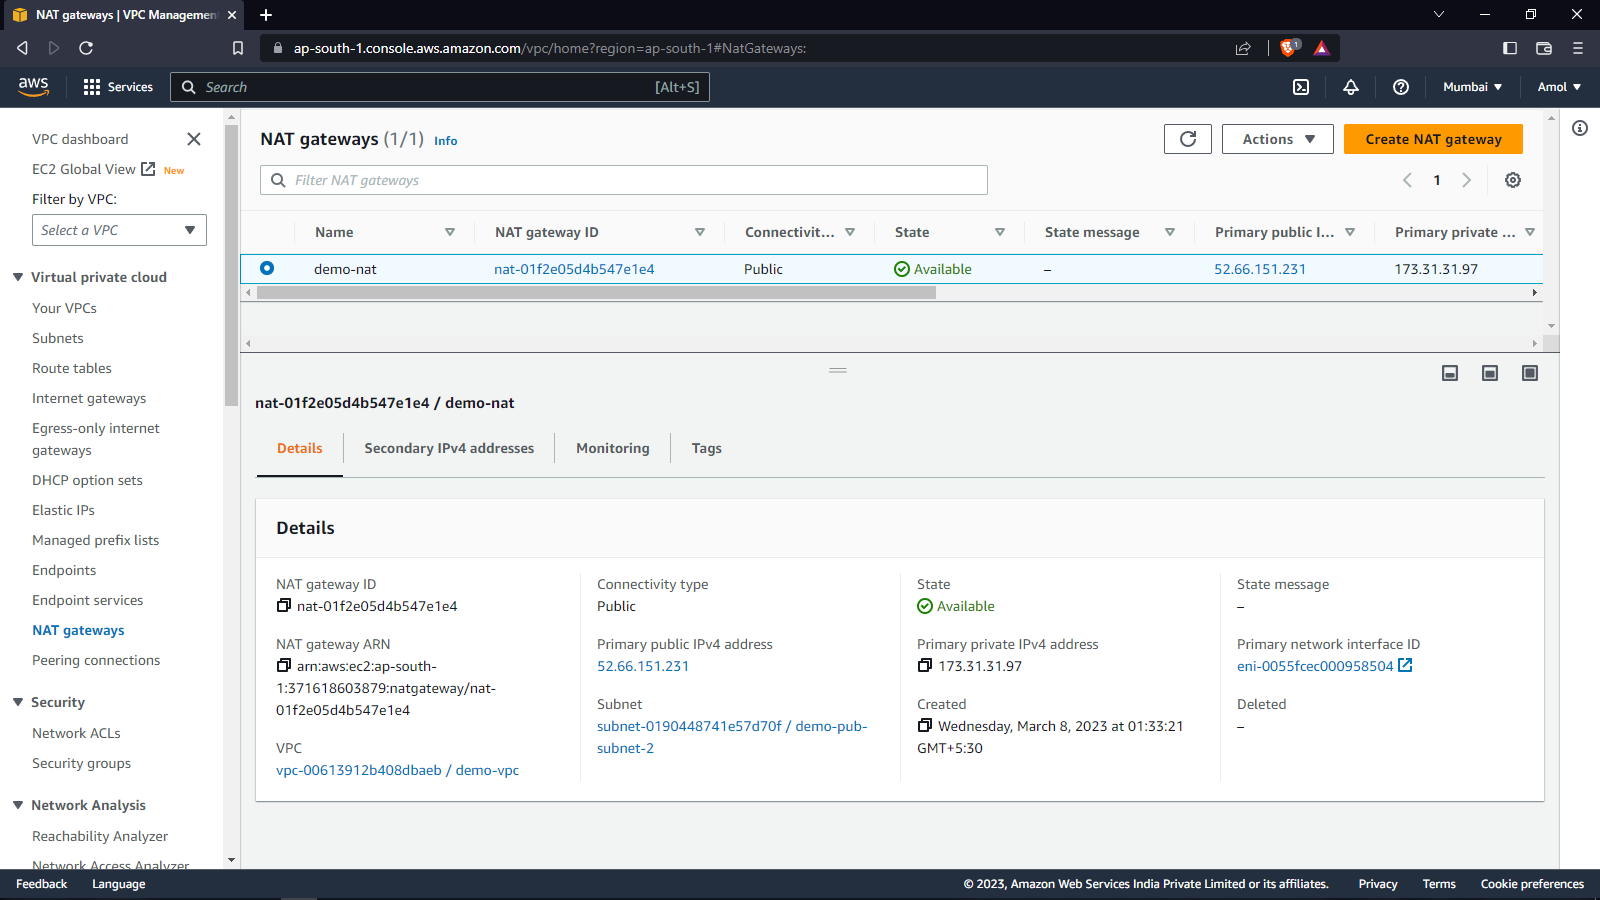 NAT gateways | VPC Managemen
ap-south-1.console.aws.amazon.com/vpc/home?region=ap-south-1#NatGateways:
1
aws
Services
Search
[Alt+S]
Mumbai
Amol
VPC dashboard
EC2 Global View
New
Filter by VPC:
Select a VPC
Virtual private cloud
Your VPCs
Subnets
Route tables
Internet gateways
Egress-only internet
gateways
DHCP option sets
Elastic IPs
Managed prefix lists
Endpoints
Endpoint services
NAT gateways
Peering connections
Security
Network ACLs
Security groups
Network Analysis
Reachability Analyzer
Network Access Analyzer
NAT gateways (1/1) Info
Actions
Create NAT gateway
Filter NAT gateways
1
Name NAT gateway ID Connectivit... State State message Primary public I... Primary private ...
demo-nat nat-01f2e05d4b547e1e4 Public Available – 52.66.151.231 173.31.31.97
nat-01f2e05d4b547e1e4 / demo-nat
Details Secondary IPv4 addresses Monitoring Tags
Details
NAT gateway ID
nat-01f2e05d4b547e1e4
NAT gateway ARN
arn:aws:ec2:ap-south-
1:371618603879:natgateway/nat-
01f2e05d4b547e1e4
VPC
vpc-00613912b408dbaeb / demo-vpc
Connectivity type
Public
Primary public IPv4 address
52.66.151.231
Subnet
subnet-0190448741e57d70f / demo-pub-
subnet-2
State
Available
Primary private IPv4 address
173.31.31.97
Created
Wednesday, March 8, 2023 at 01:33:21
GMT+5:30
State message
–
Primary network interface ID
eni-0055fcec000958504
Deleted
–
Feedback Language © 2023, Amazon Web Services India Private Limited or its affiliates. Privacy Terms Cookie preferences